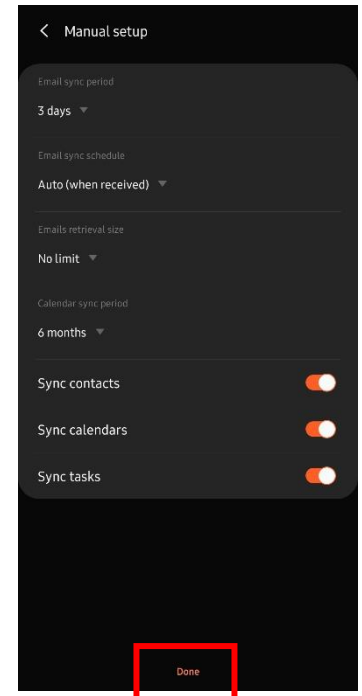 Manual setup
Email sync period
3 days
Email sync schedule
Auto (when received)
Emails retrieval size
No limit
Calendar sync period
6 months
Sync contacts
Sync calendars
Sync tasks
Done